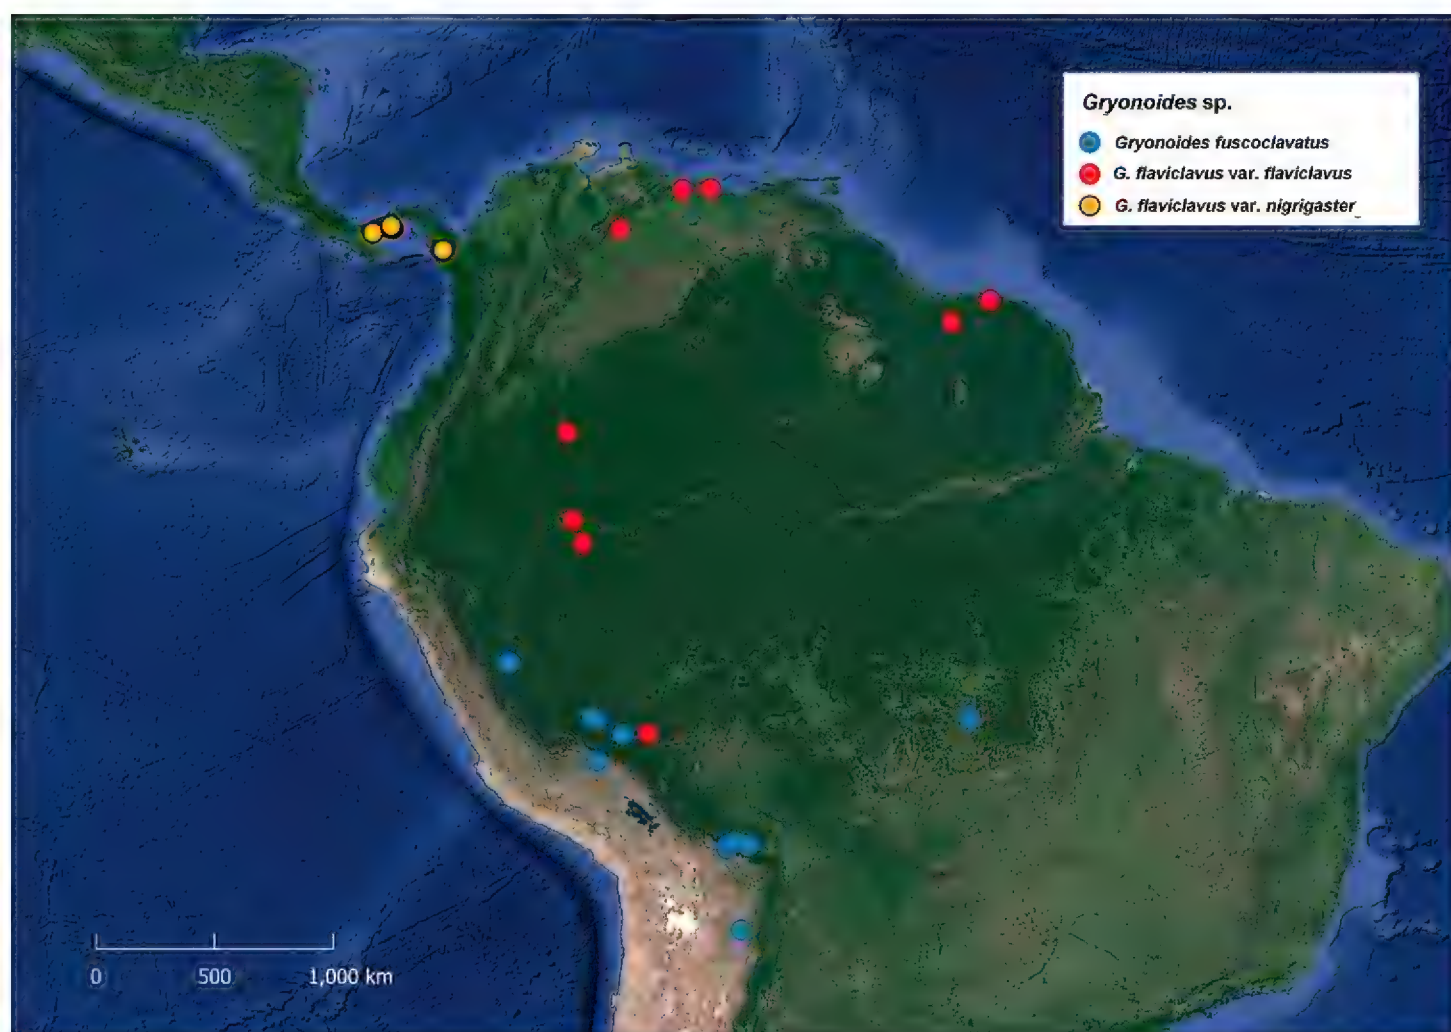 Gryonoides sp.
Gryonoides fuscoclavatus
G. flaviclavus var. flaviclavus
G. flaviclavus var. nigrigaster
0 500 1,000 km